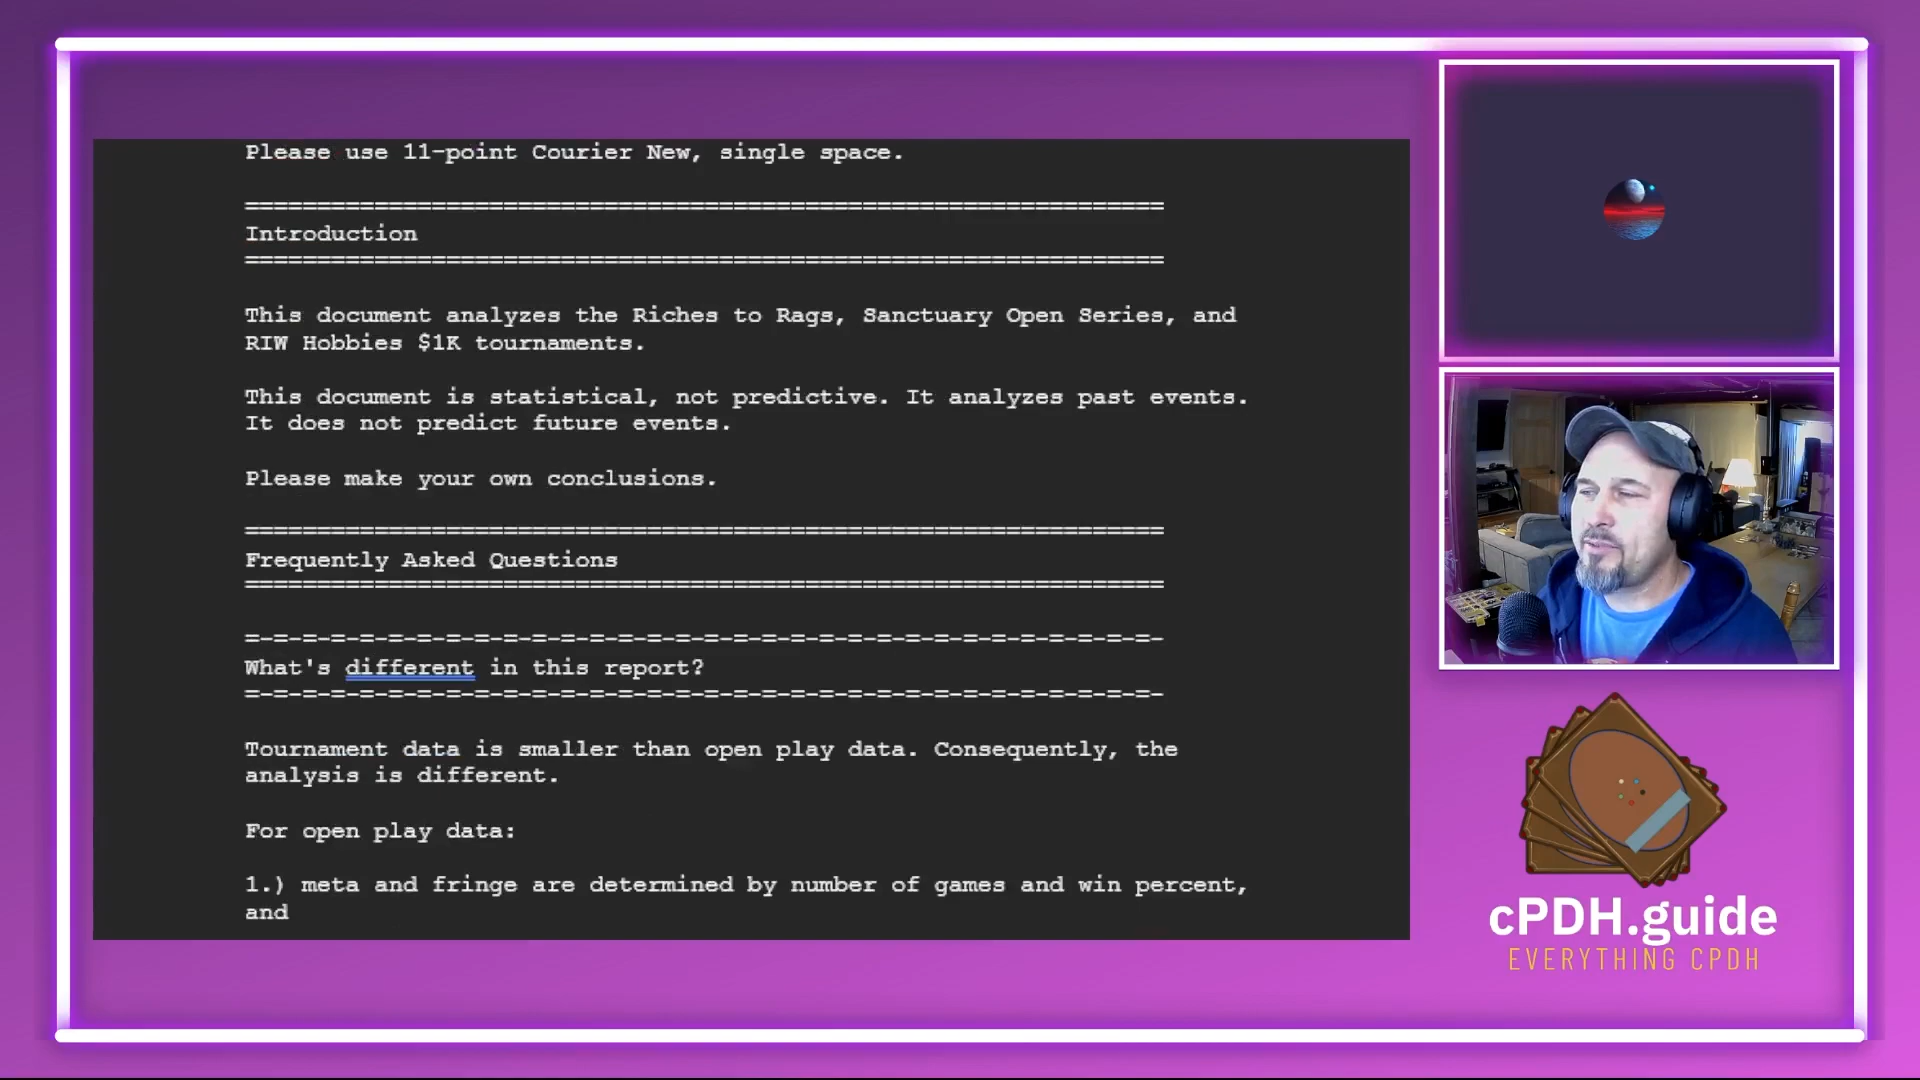 Please use 11-point Courier New, single space.
================================================================
Introduction
================================================================
This document analyzes the Riches to Rags, Sanctuary Open Series, and
RIW Hobbies $1K tournaments.
This document is statistical, not predictive. It analyzes past events.
It does not predict future events.
Please make your own conclusions.
================================================================
Frequently Asked Questions
================================================================
=-=-=-=-=-=-=-=-=-=-=-=-=-=-=-=-=-=-=-=-=-=-=-=-=-=-=-=-=-=-=-=-
What's different in this report?
=-=-=-=-=-=-=-=-=-=-=-=-=-=-=-=-=-=-=-=-=-=-=-=-=-=-=-=-=-=-=-=-
Tournament data is smaller than open play data. Consequently, the
analysis is different.
For open play data:
1.) meta and fringe are determined by number of games and win percent,
and
cPDH.guide
EVERYTHING CPDH